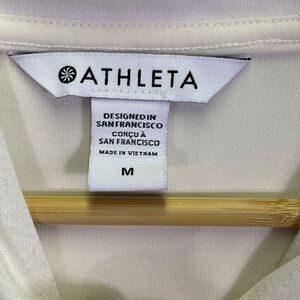 ATHLETA
DESIGNED IN
SAN FRANCISCO
CONÇU À
SAN FRANCISCO
MADE IN VIETNAM
M